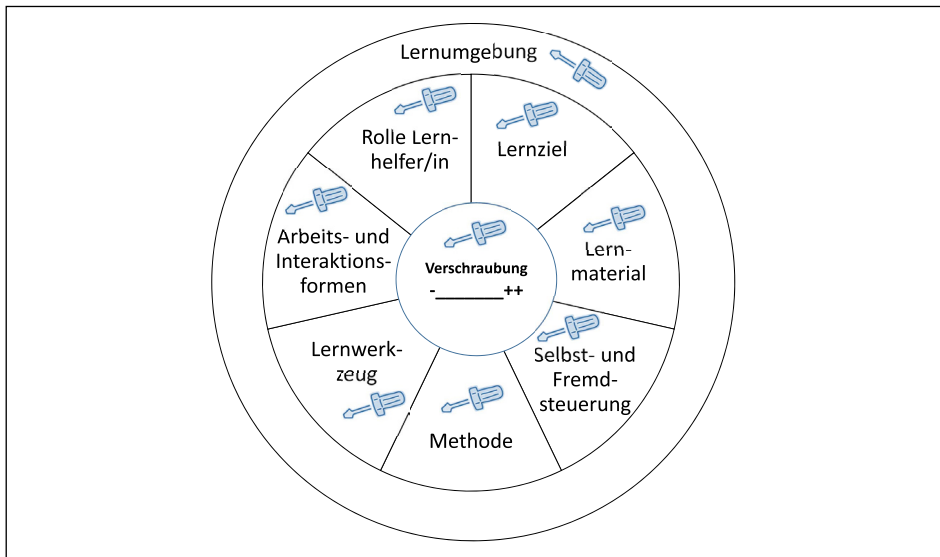 Lernumgebung
Rolle Lern-
helfer/in
Lernziel
Arbeits- und
Interaktions-
formen
Verschraubung
-________++
Lern-
material
Lernwerk-
zeug
Selbst- und
Fremd-
steuerung
Methode